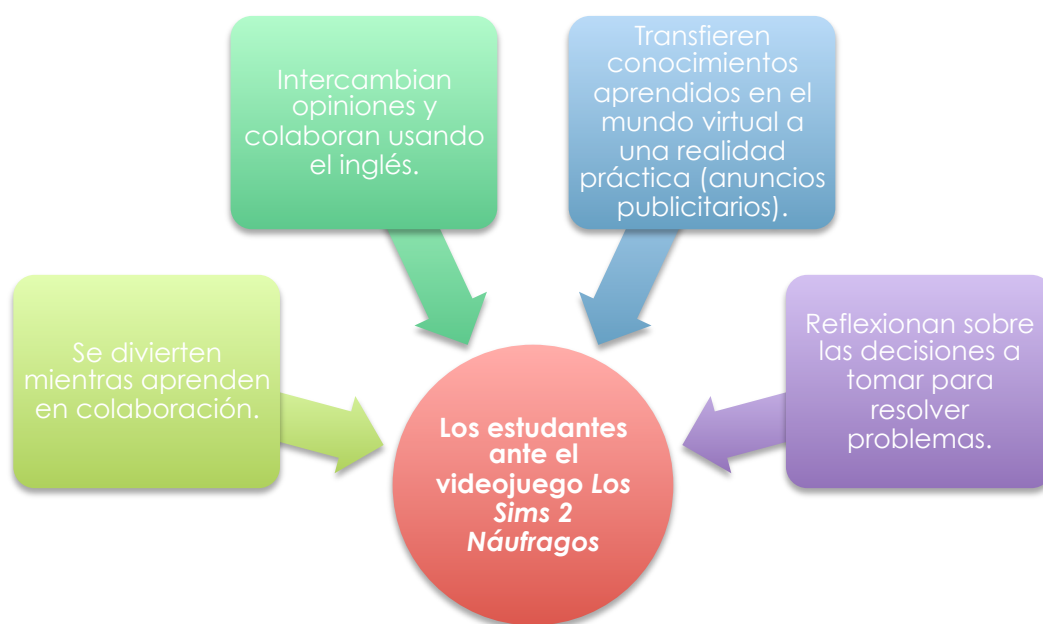 Se divierten
mientras aprenden
en colaboración.
Intercambian
opiniones y
colaboran usando
el inglés.
Transfieren
conocimientos
aprendidos en el
mundo virtual a
una realidad
práctica (anuncios
publicitarios).
Reflexionan sobre
las decisiones a
tomar para
resolver
problemas.
Los estudantes
ante el
videojuego Los
Sims 2
Náufragos